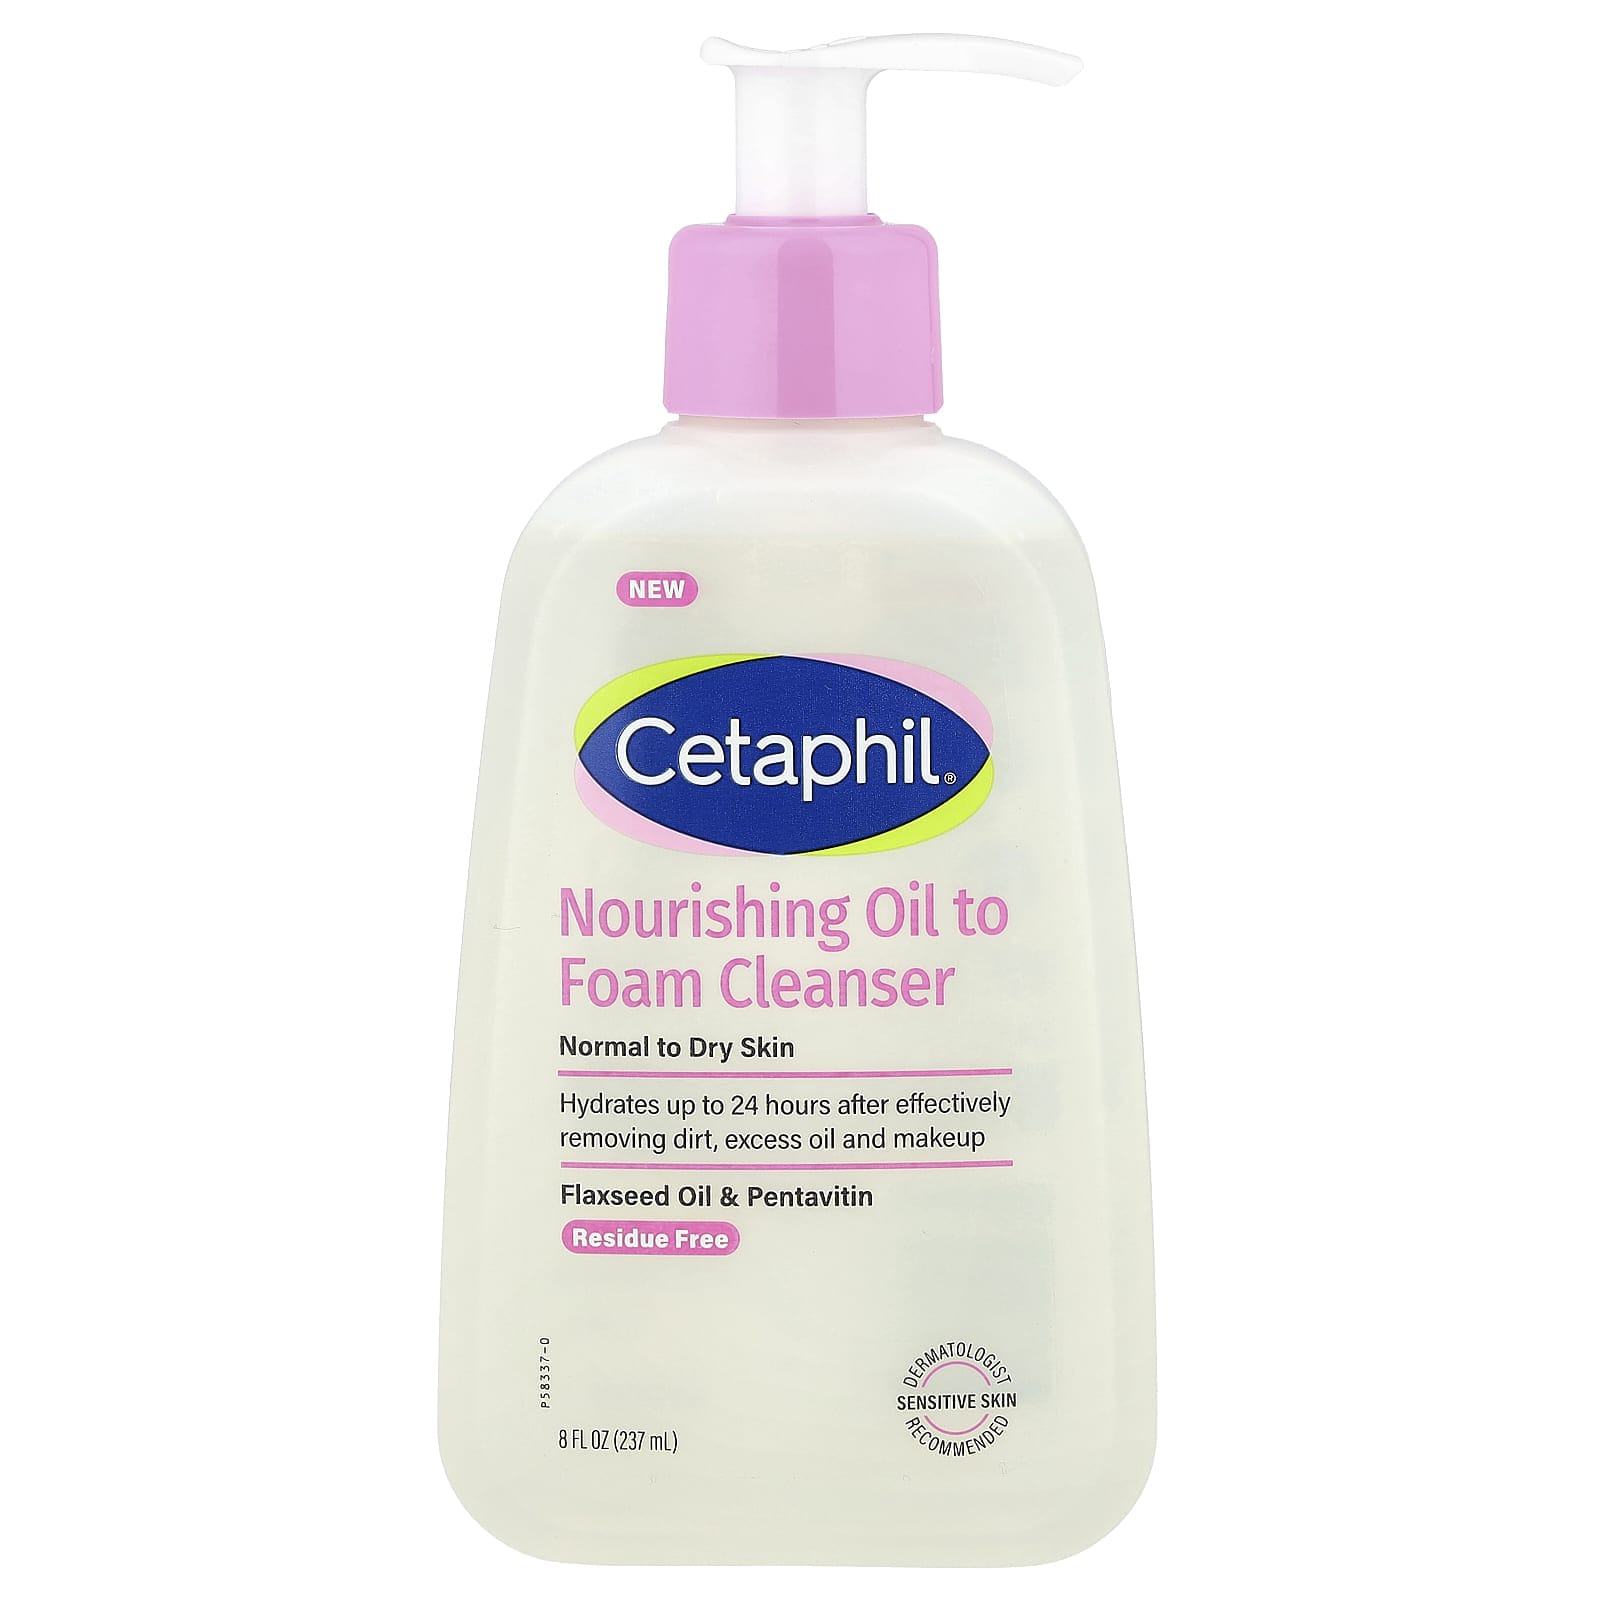 NEW
Cetaphil®
Nourishing Oil to
Foam Cleanser
Normal to Dry Skin
Hydrates up to 24 hours after effectively
removing dirt, excess oil and makeup
Flaxseed Oil & Pentavitin
Residue Free
P58337-0
8 FL OZ (237 mL)
DERMATOLOGIST
SENSITIVE SKIN
RECOMMENDED